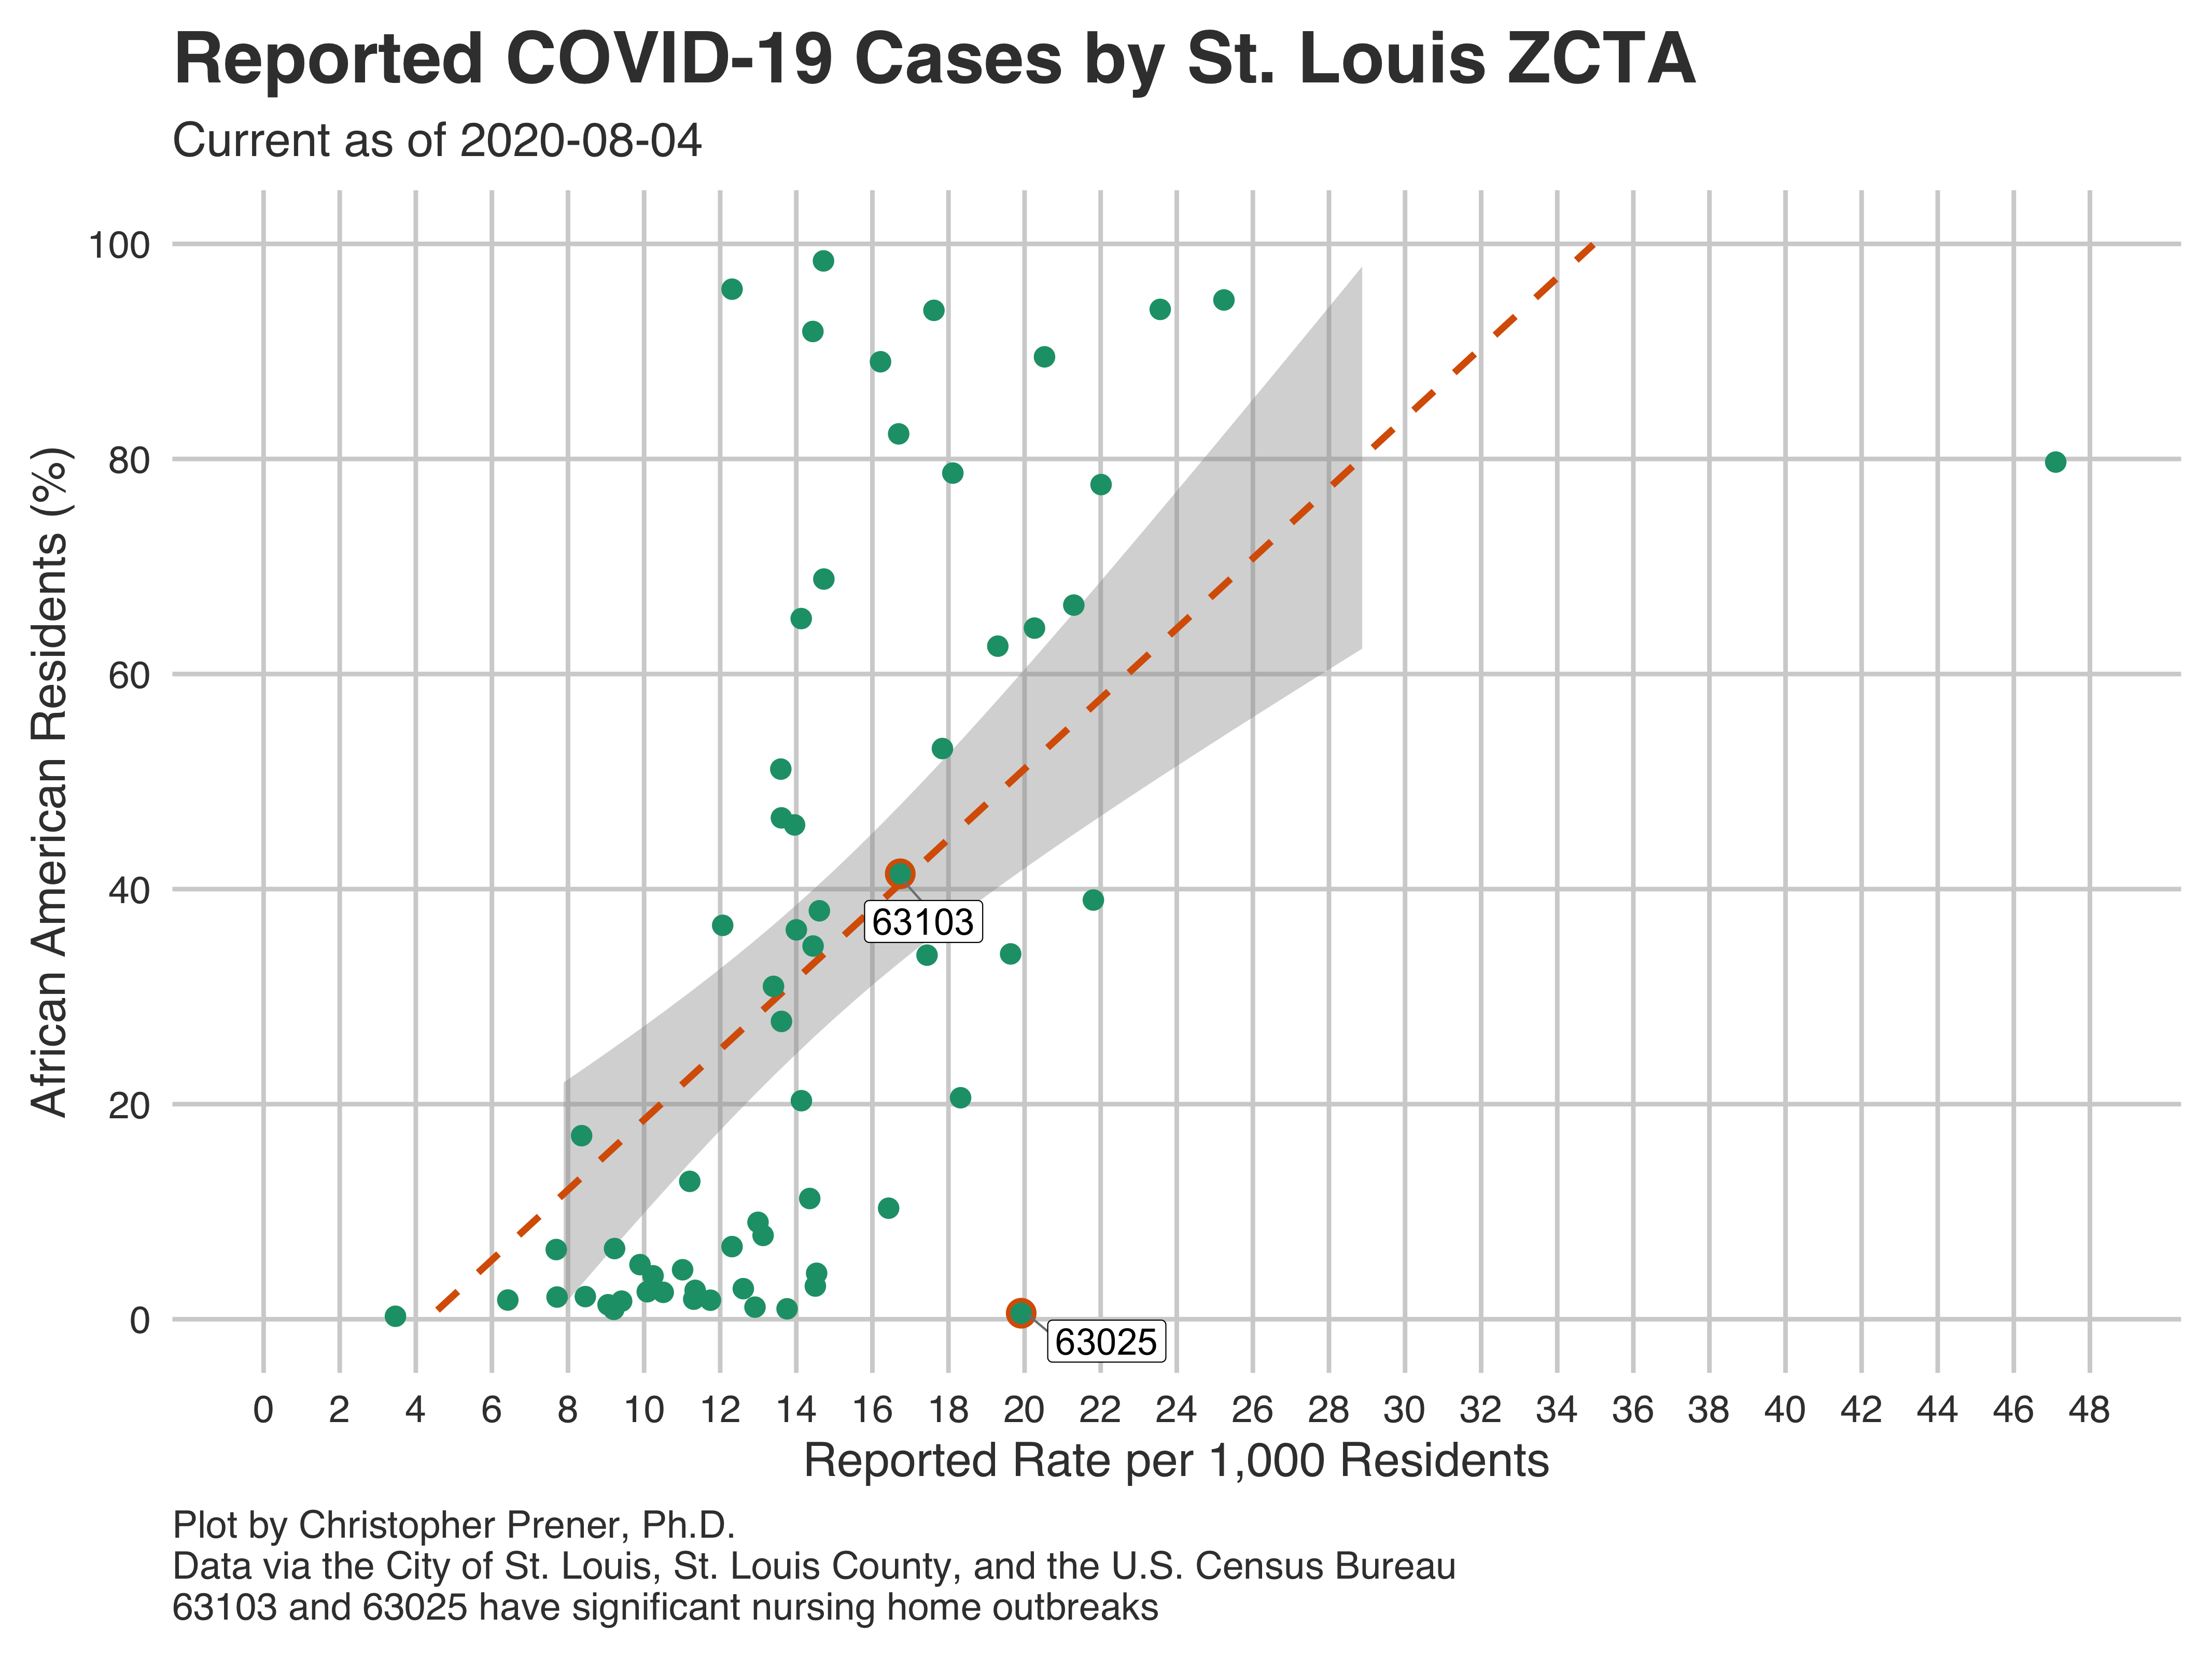 Reported COVID-19 Cases by St. Louis ZCTA
Current as of 2020-08-04
African American Residents (%)
100
80
60
40
20
0
63103
63025
0 2 4 6 8 10 12 14 16 18 20 22 24 26 28 30 32 34 36 38 40 42 44 46 48
Reported Rate per 1,000 Residents
Plot by Christopher Prener, Ph.D.
Data via the City of St. Louis, St. Louis County, and the U.S. Census Bureau
63103 and 63025 have significant nursing home outbreaks